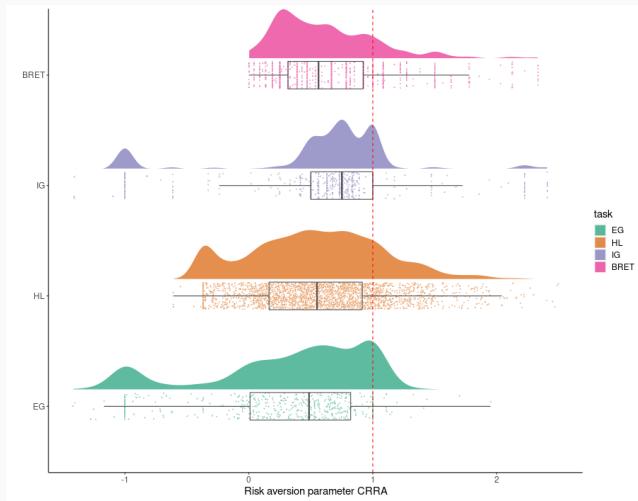 BRET
IG
HL
EG
-1
0
1
2
Risk aversion parameter CRRA
task
EG
HL
IG
BRET